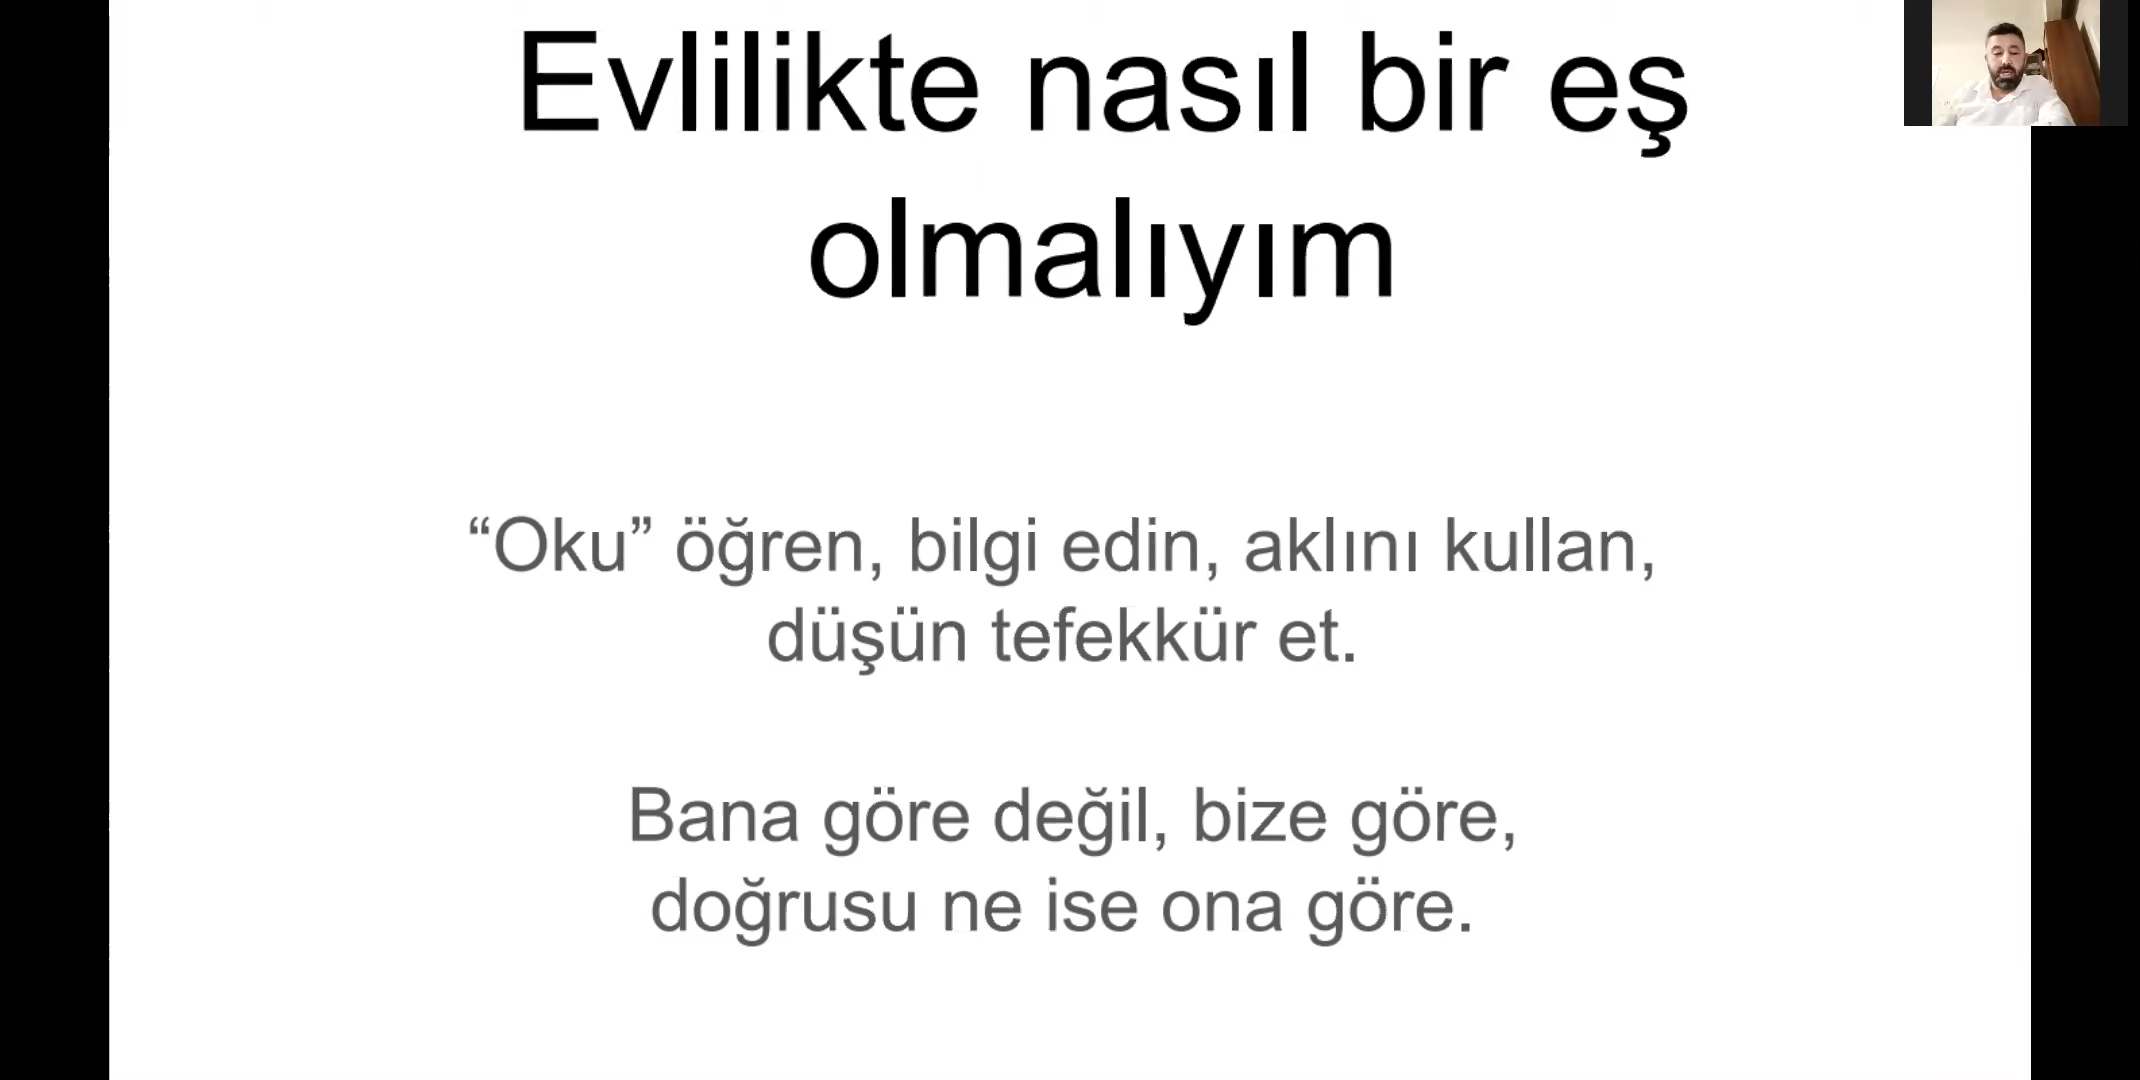 Evlilikte nasıl bir eş
olmalıyım
“Oku” öğren, bilgi edin, aklını kullan,
düşün tefekkür et.
Bana göre değil, bize göre,
doğrusu ne ise ona göre.